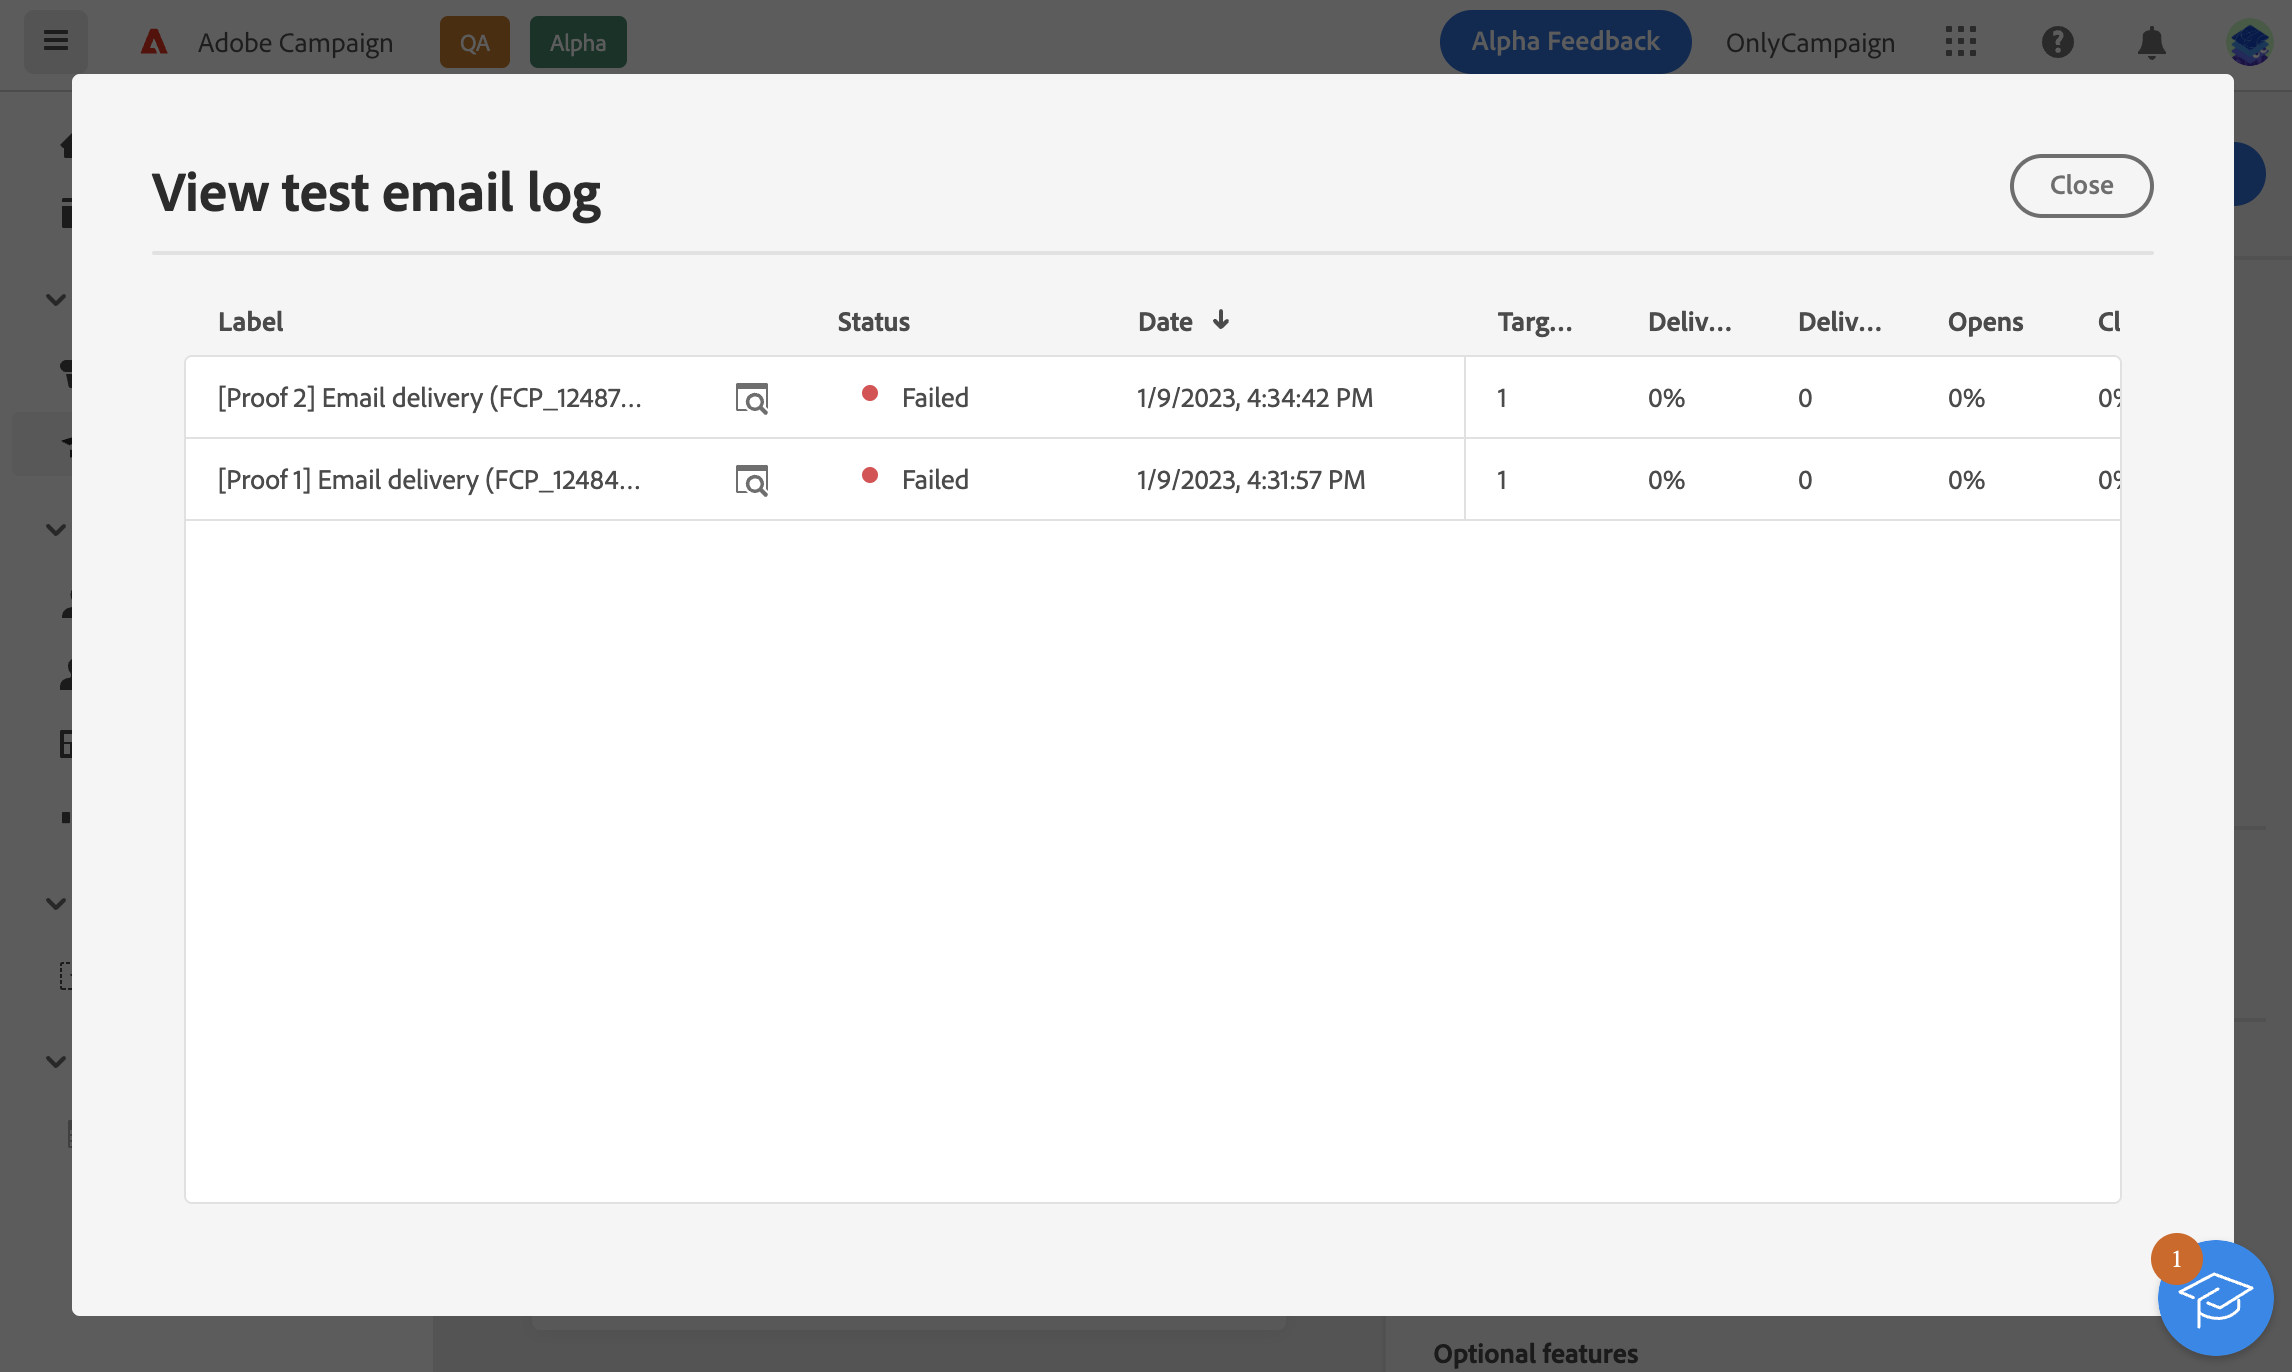 Adobe Campaign QA Alpha Alpha Feedback OnlyCampaign
View test email log Close
Label Status Date Targ... Deliv... Deliv... Opens Cl
[Proof 2] Email delivery (FCP_12487... Failed 1/9/2023, 4:34:42 PM 1 0% 0 0% 0%
[Proof 1] Email delivery (FCP_12484... Failed 1/9/2023, 4:31:57 PM 1 0% 0 0% 0%
1
Optional features